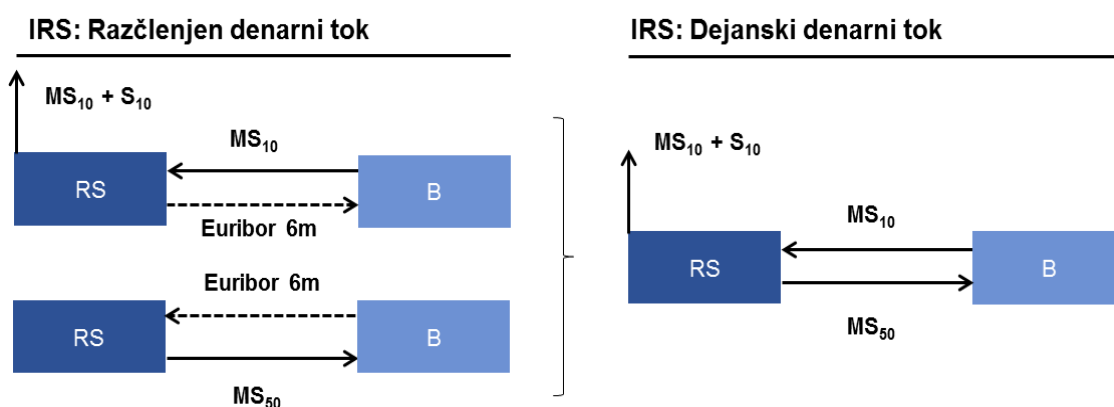 IRS: Razčlenjen denarni tok
MS₁₀ + S₁₀
MS₁₀
RS
B
Euribor 6m
Euribor 6m
RS
B
MS₅₀
IRS: Dejanski denarni tok
MS₁₀ + S₁₀
MS₁₀
RS
B
MS₅₀